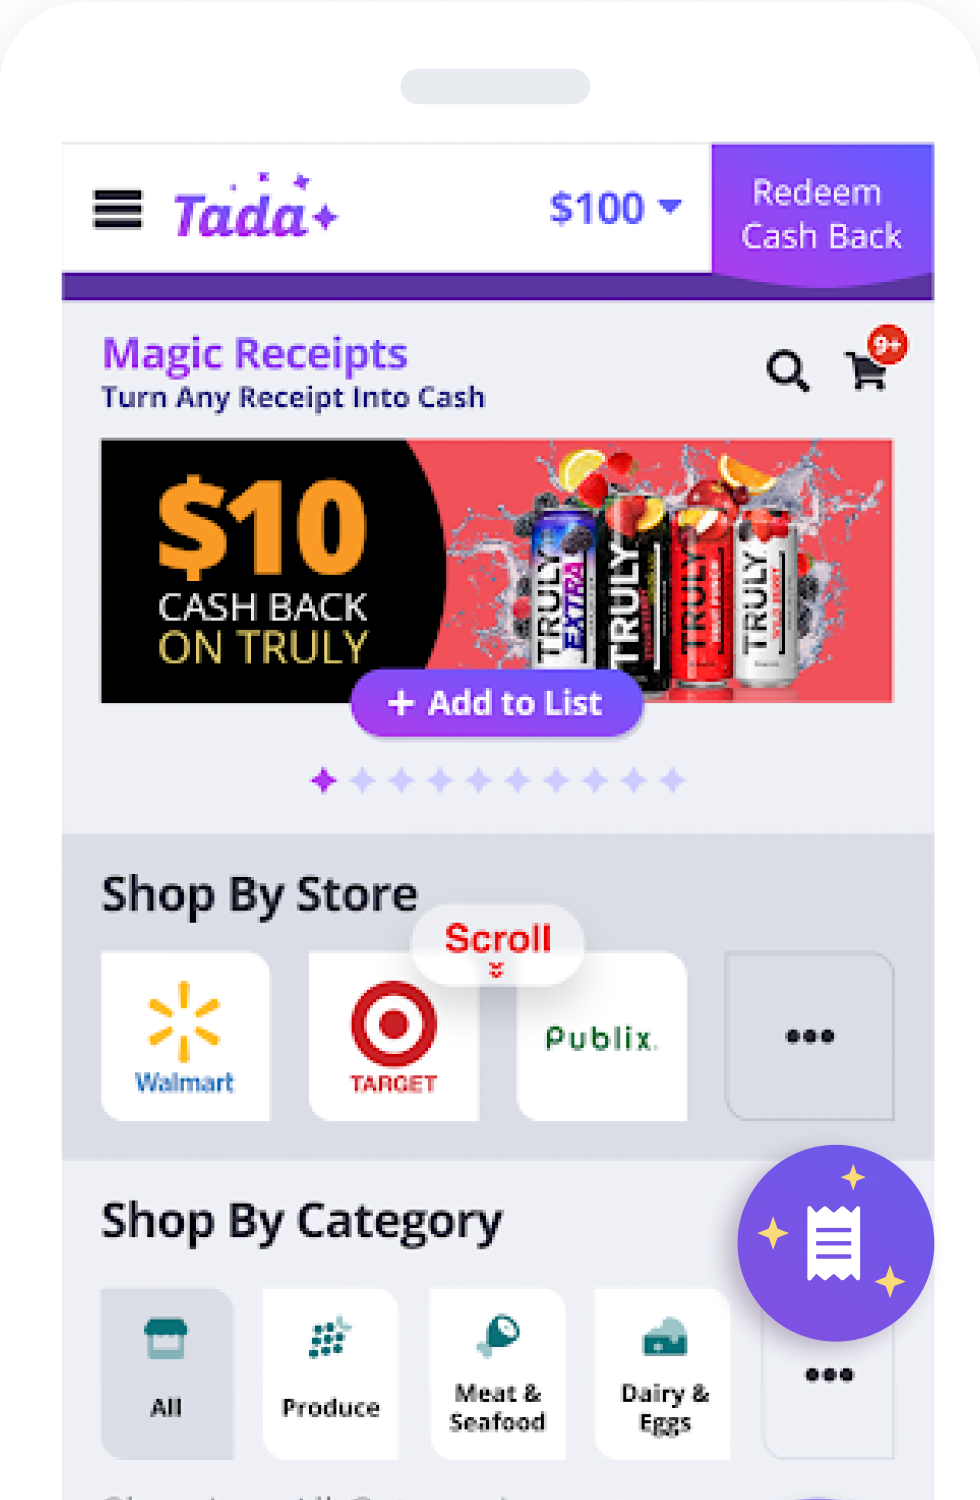 Tada
$100
Redeem
Cash Back
Magic Receipts
Turn Any Receipt Into Cash
9+
$10
CASH BACK
ON TRULY
TRULY
EXTRA
TRULY
TRULY
TRULY
+ Add to List
Shop By Store
Scroll
Walmart
TARGET
Publix.
Shop By Category
All
Produce
Meat &
Seafood
Dairy &
Eggs